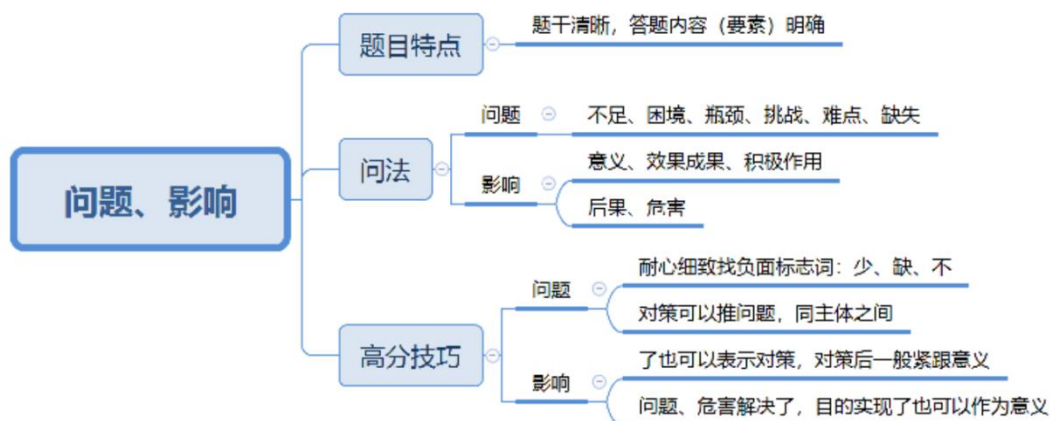 问题、影响
题目特点
题干清晰，答题内容（要素）明确
问法
问题
不足、困境、瓶颈、挑战、难点、缺失
影响
意义、效果成果、积极作用
后果、危害
高分技巧
问题
耐心细致找负面标志词：少、缺、不
对策可以推问题，同主体之间
影响
了也可以表示对策，对策后一般紧跟意义
问题、危害解决了，目的实现了也可以作为意义